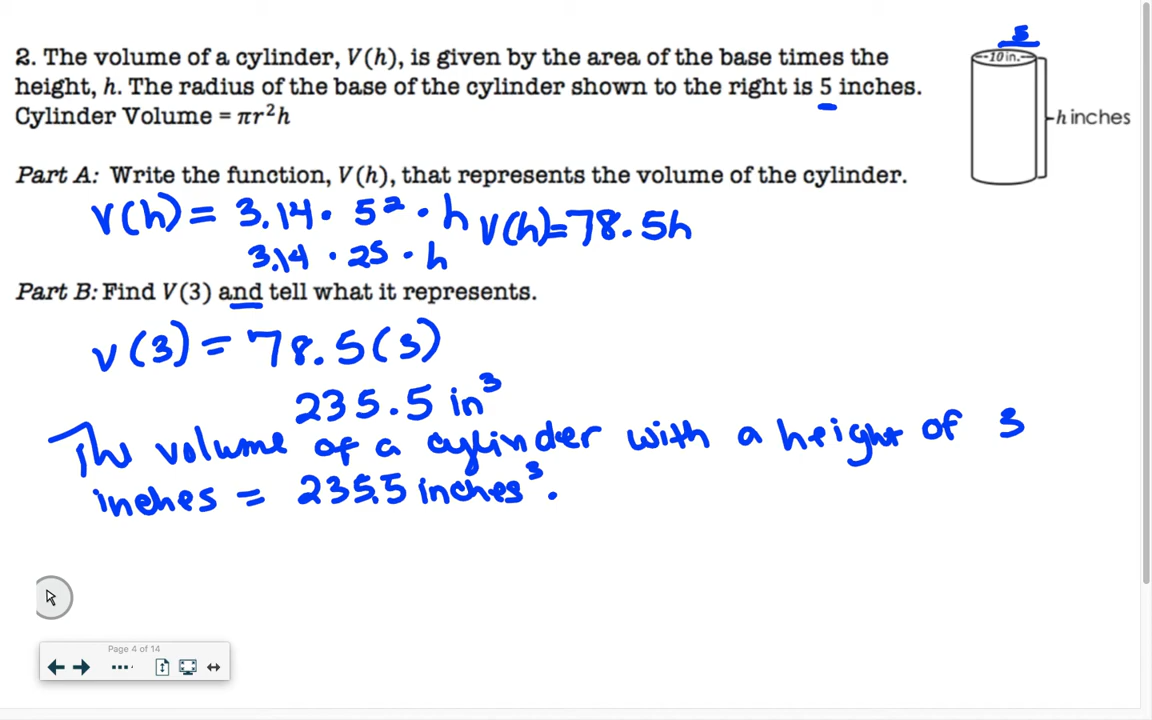 2. The volume of a cylinder, V(h), is given by the area of the base times the
height, h. The radius of the base of the cylinder shown to the right is 5 inches.
Cylinder Volume = πr²h
5
10 in.
h inches
Part A: Write the function, V(h), that represents the volume of the cylinder.
V(h) = 3.14 · 5² · h V(h)=78.5h
3.14 · 25 · h
Part B: Find V(3) and tell what it represents.
V(3) = 78.5(3)
235.5 in³
The volume of a cylinder with a height of 3
inches = 235.5 inches³.
Page 4 of 14